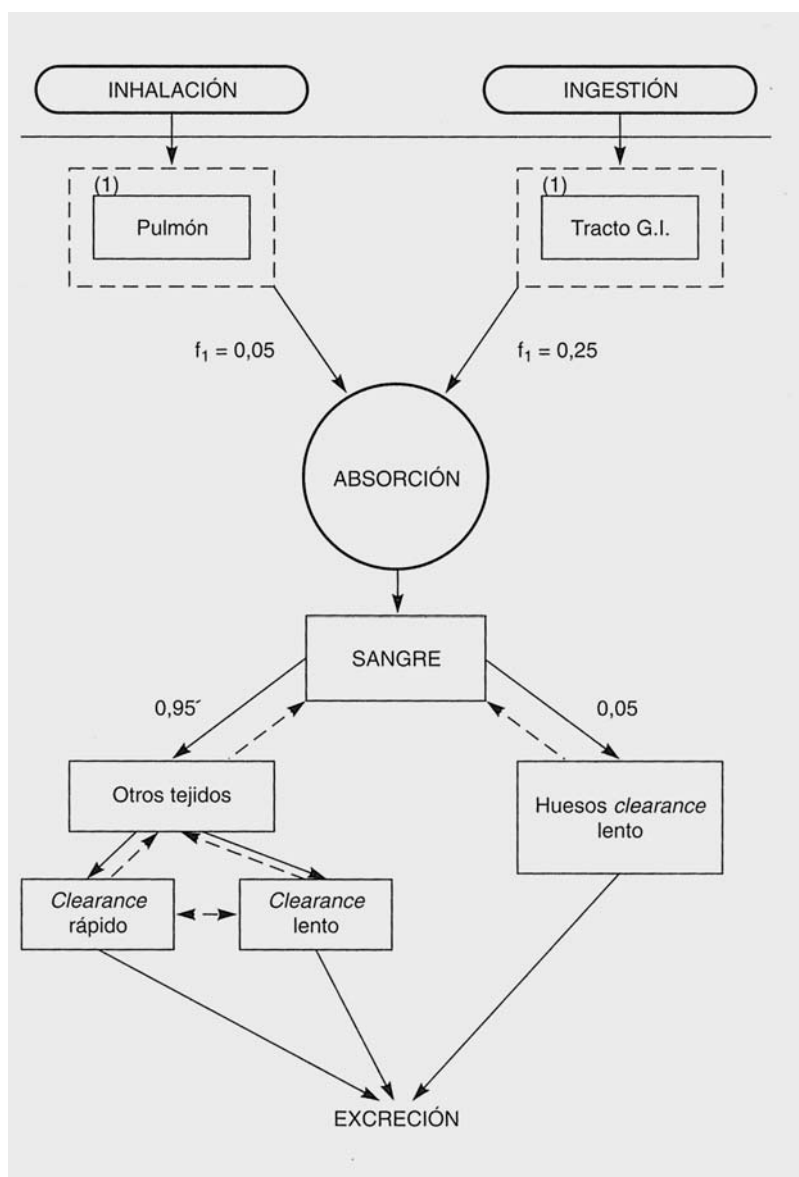 INHALACIÓN
INGESTIÓN
(1)
Pulmón
(1)
Tracto G.I.
f₁ = 0,05
f₁ = 0,25
ABSORCIÓN
SANGRE
0,95´
0,05
Otros tejidos
Huesos clearance
lento
Clearance
rápido
Clearance
lento
EXCRECIÓN